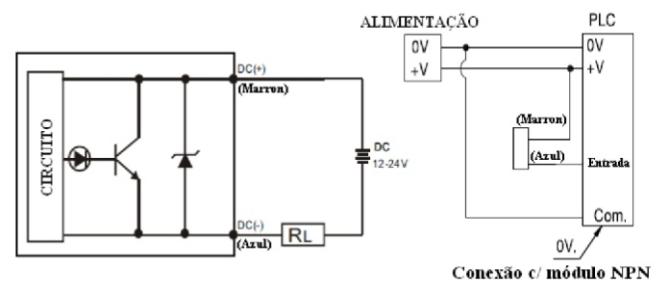 CIRCUITO
DC(+)
(Marron)
DC
12-24V
DC(-)
(Azul)
RL
ALIMENTAÇÃO
0V
+V
PLC
0V
+V
(Marron)
(Azul)
Entrada
Com.
0V,
Conexão c/ módulo NPN